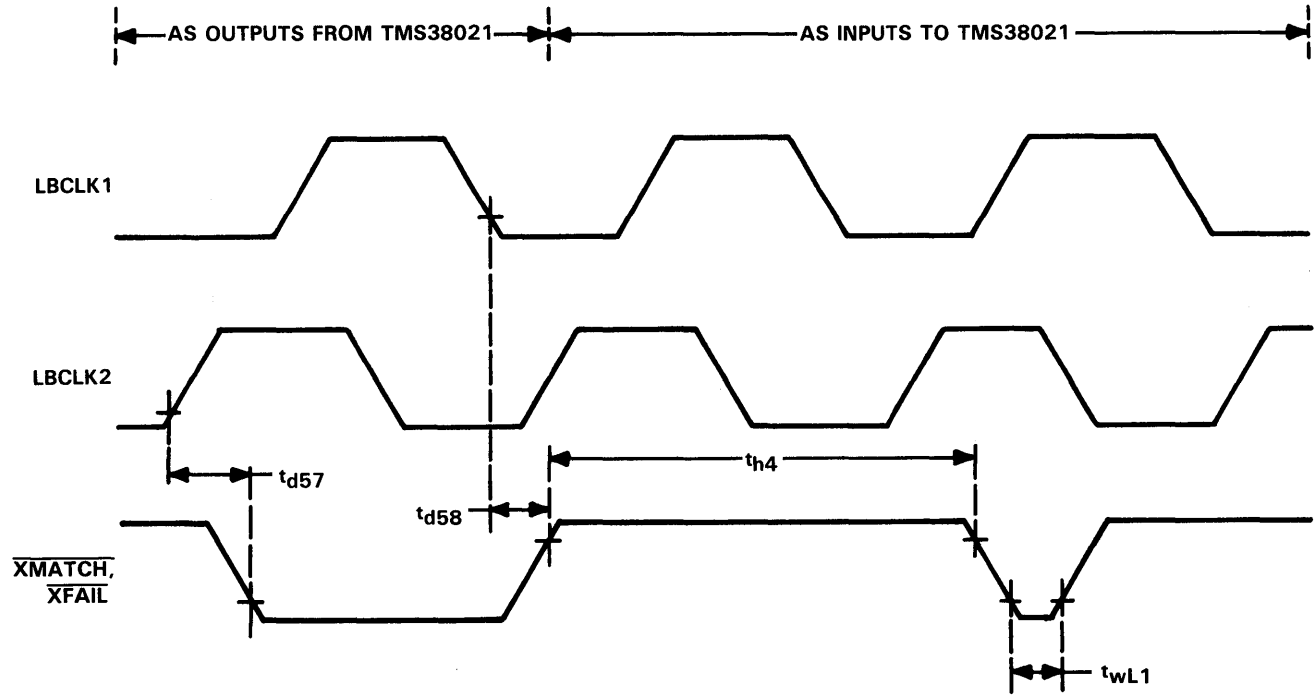 AS OUTPUTS FROM TMS38021
AS INPUTS TO TMS38021
LBCLK1
LBCLK2
td57
th4
td58
XMATCH,
XFAIL
twL1